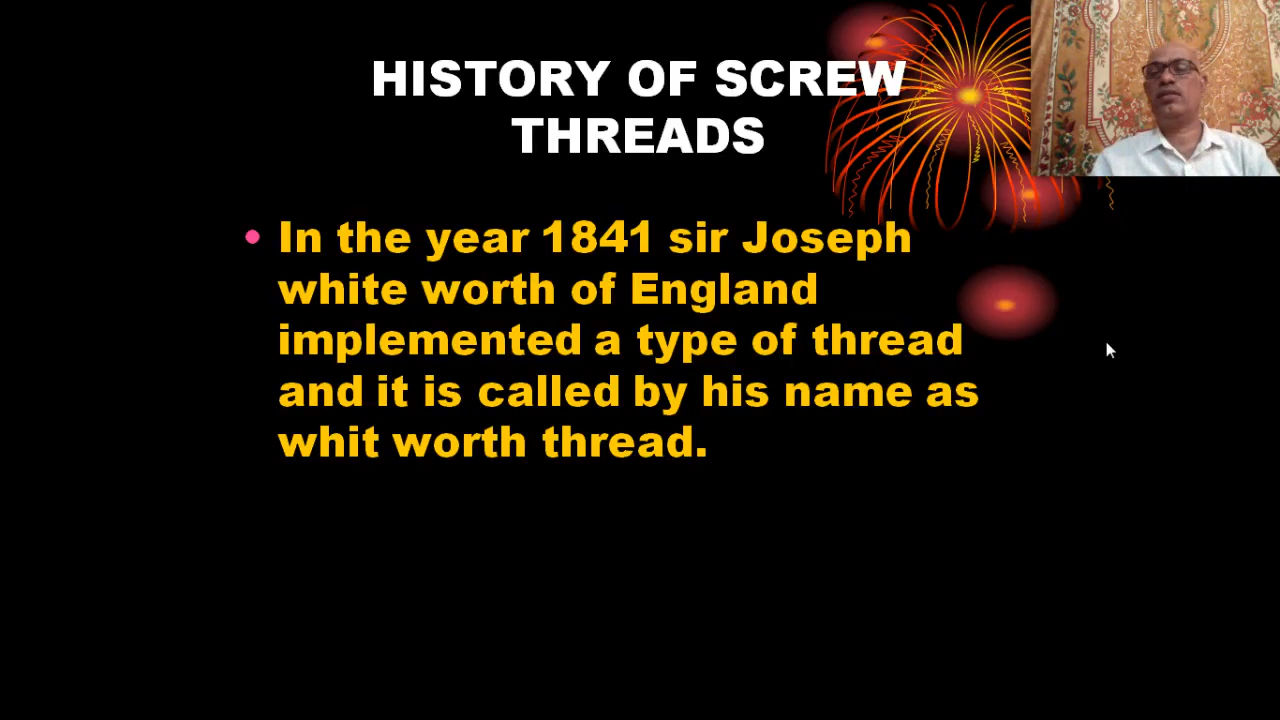 HISTORY OF SCREW
THREADS
• In the year 1841 sir Joseph
white worth of England
implemented a type of thread
and it is called by his name as
whit worth thread.